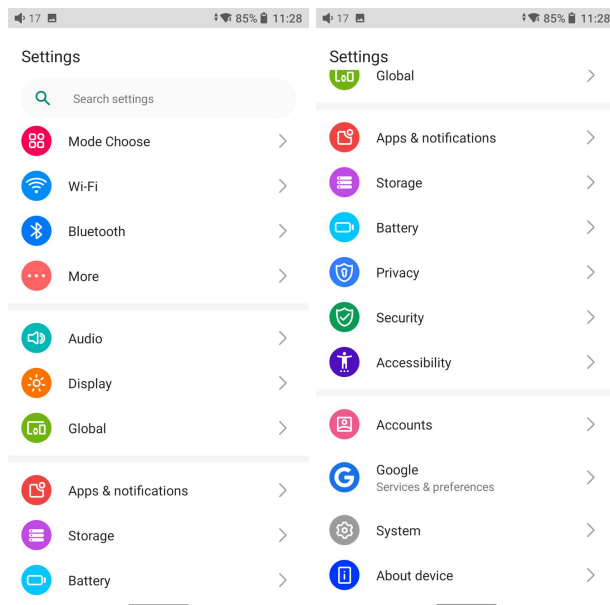 17 85% 11:28
Settings
Search settings
Mode Choose
Wi-Fi
Bluetooth
More
Audio
Display
Global
Apps & notifications
Storage
Battery
17 85% 11:28
Settings
Global
Apps & notifications
Storage
Battery
Privacy
Security
Accessibility
Accounts
Google
Services & preferences
System
About device